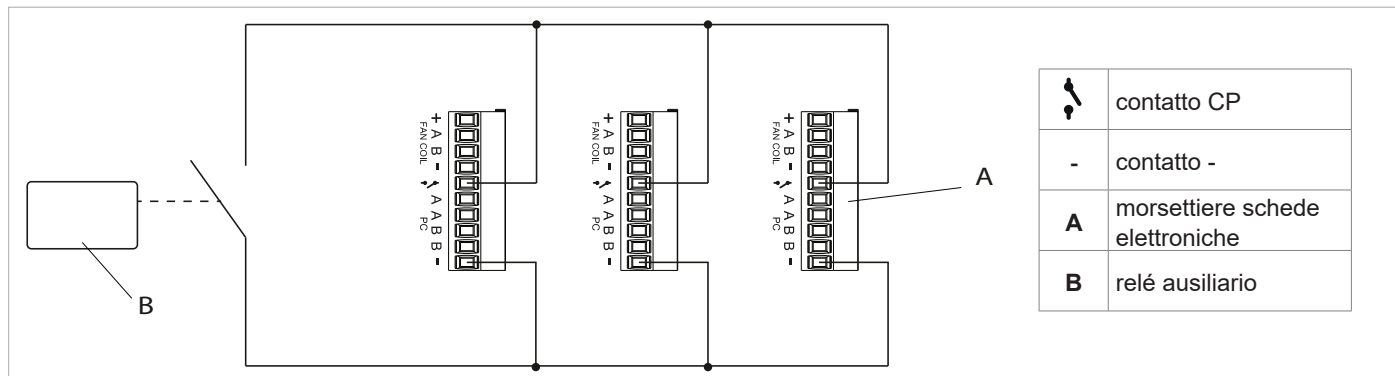 + A B - A A B B -
FAN COIL PC
+ A B - A A B B -
FAN COIL PC
+ A B - A A B B -
FAN COIL PC
A
B
contatto CP
- contatto -
A morsettiere schede
elettroniche
B relé ausiliario